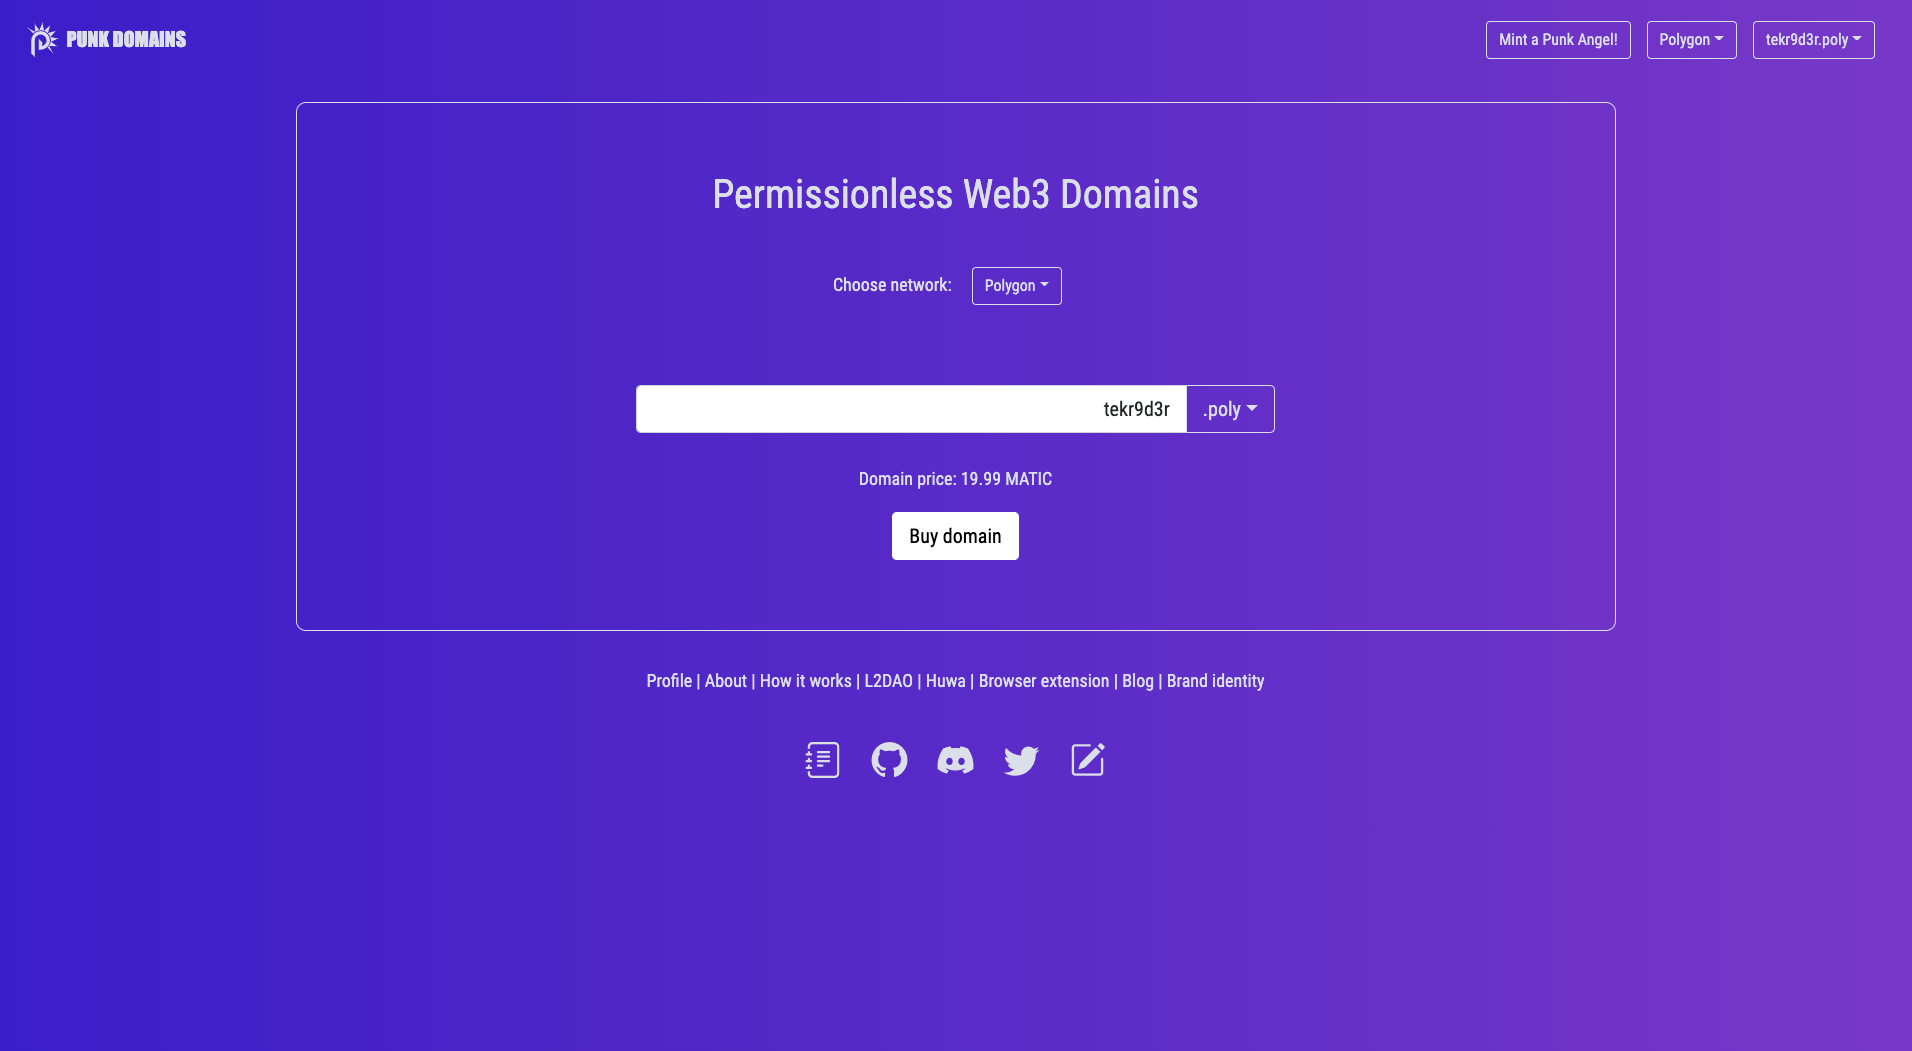 PUNK DOMAINS
Mint a Punk Angel!
Polygon
tekr9d3r.poly
Permissionless Web3 Domains
Choose network:
Polygon
tekr9d3r
.poly
Domain price: 19.99 MATIC
Buy domain
Profile | About | How it works | L2DAO | Huwa | Browser extension | Blog | Brand identity